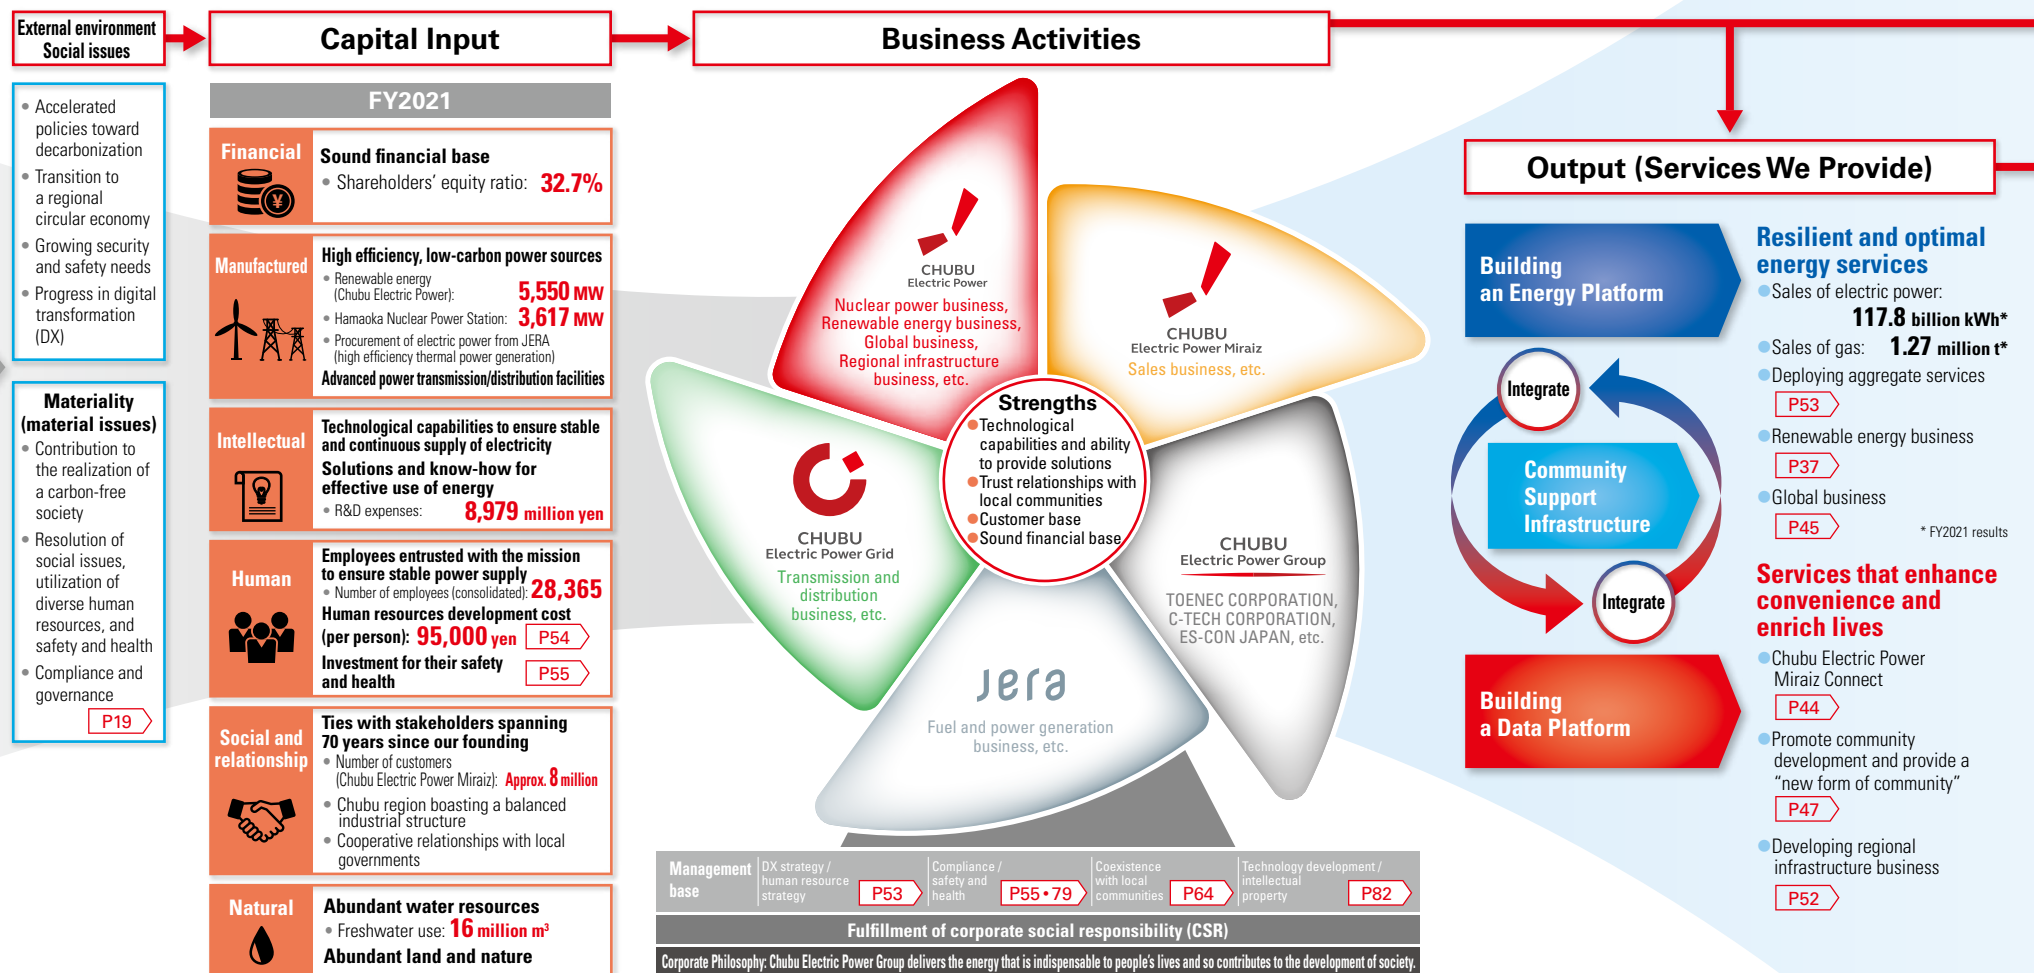 External environment
Social issues
Capital Input
Business Activities
• Accelerated
policies toward
decarbonization
• Transition to
a regional
circular economy
• Growing security
and safety needs
• Progress in digital
transformation
(DX)
Materiality
(material issues)
• Contribution to
the realization of
a carbon-free
society
• Resolution of
social issues,
utilization of
diverse human
resources, and
safety and health
• Compliance and
governance
P19
FY2021
Financial
¥
Sound financial base
• Shareholders' equity ratio: 32.7%
Manufactured
High efficiency, low-carbon power sources
• Renewable energy
(Chubu Electric Power): 5,550 MW
• Hamaoka Nuclear Power Station: 3,617 MW
• Procurement of electric power from JERA
(high efficiency thermal power generation)
Advanced power transmission/distribution facilities
Intellectual
Technological capabilities to ensure stable
and continuous supply of electricity
Solutions and know-how for
effective use of energy
• R&D expenses: 8,979 million yen
Human
Employees entrusted with the mission
to ensure stable power supply
• Number of employees (consolidated): 28,365
Human resources development cost
(per person): 95,000 yen P54
Investment for their safety
and health P55
Social and
relationship
Ties with stakeholders spanning
70 years since our founding
• Number of customers
(Chubu Electric Power Miraiz): Approx. 8 million
• Chubu region boasting a balanced
industrial structure
• Cooperative relationships with local
governments
Natural
Abundant water resources
• Freshwater use: 16 million m³
Abundant land and nature
CHUBU
Electric Power
Nuclear power business,
Renewable energy business,
Global business,
Regional infrastructure
business, etc.
CHUBU
Electric Power Miraiz
Sales business, etc.
CHUBU
Electric Power Grid
Transmission and
distribution
business, etc.
Strengths
• Technological
capabilities and ability
to provide solutions
• Trust relationships with
local communities
• Customer base
• Sound financial base
CHUBU
Electric Power Group
TOENEC CORPORATION,
C-TECH CORPORATION,
ES-CON JAPAN, etc.
Jera
Fuel and power generation
business, etc.
Management
base
DX strategy /
human resource
strategy
P53
Compliance /
safety and
health
P55•79
Coexistence
with local
communities
P64
Technology development /
intellectual
property
P82
Fulfillment of corporate social responsibility (CSR)
Corporate Philosophy: Chubu Electric Power Group delivers the energy that is indispensable to people's lives and so contributes to the development of society.
Output (Services We Provide)
Building
an Energy Platform
Integrate
Community
Support
Infrastructure
Integrate
Building
a Data Platform
Resilient and optimal
energy services
• Sales of electric power:
117.8 billion kWh*
• Sales of gas: 1.27 million t*
• Deploying aggregate services
P53
• Renewable energy business
P37
• Global business
P45
* FY2021 results
Services that enhance
convenience and
enrich lives
• Chubu Electric Power
Miraiz Connect
P44
• Promote community
development and provide a
"new form of community"
P47
• Developing regional
infrastructure business
P52